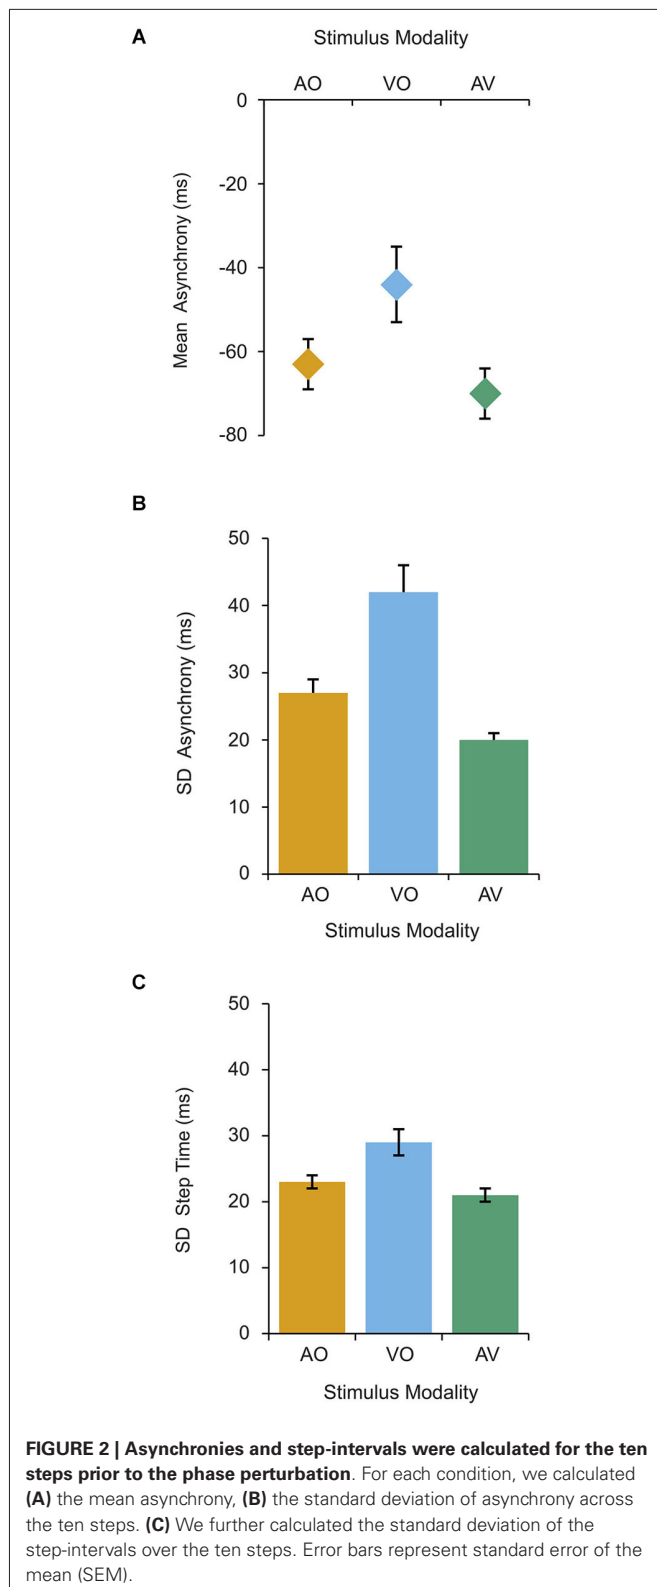 A
Stimulus Modality
AO VO AV
0
-20
-40
-60
-80
Mean Asynchrony (ms)
B
50
40
30
20
10
0
SD Asynchrony (ms)
AO VO AV
Stimulus Modality
C
50
40
30
20
10
0
SD Step Time (ms)
AO VO AV
Stimulus Modality
FIGURE 2 | Asynchronies and step-intervals were calculated for the ten
steps prior to the phase perturbation. For each condition, we calculated
(A) the mean asynchrony, (B) the standard deviation of asynchrony across
the ten steps. (C) We further calculated the standard deviation of the
step-intervals over the ten steps. Error bars represent standard error of the
mean (SEM).